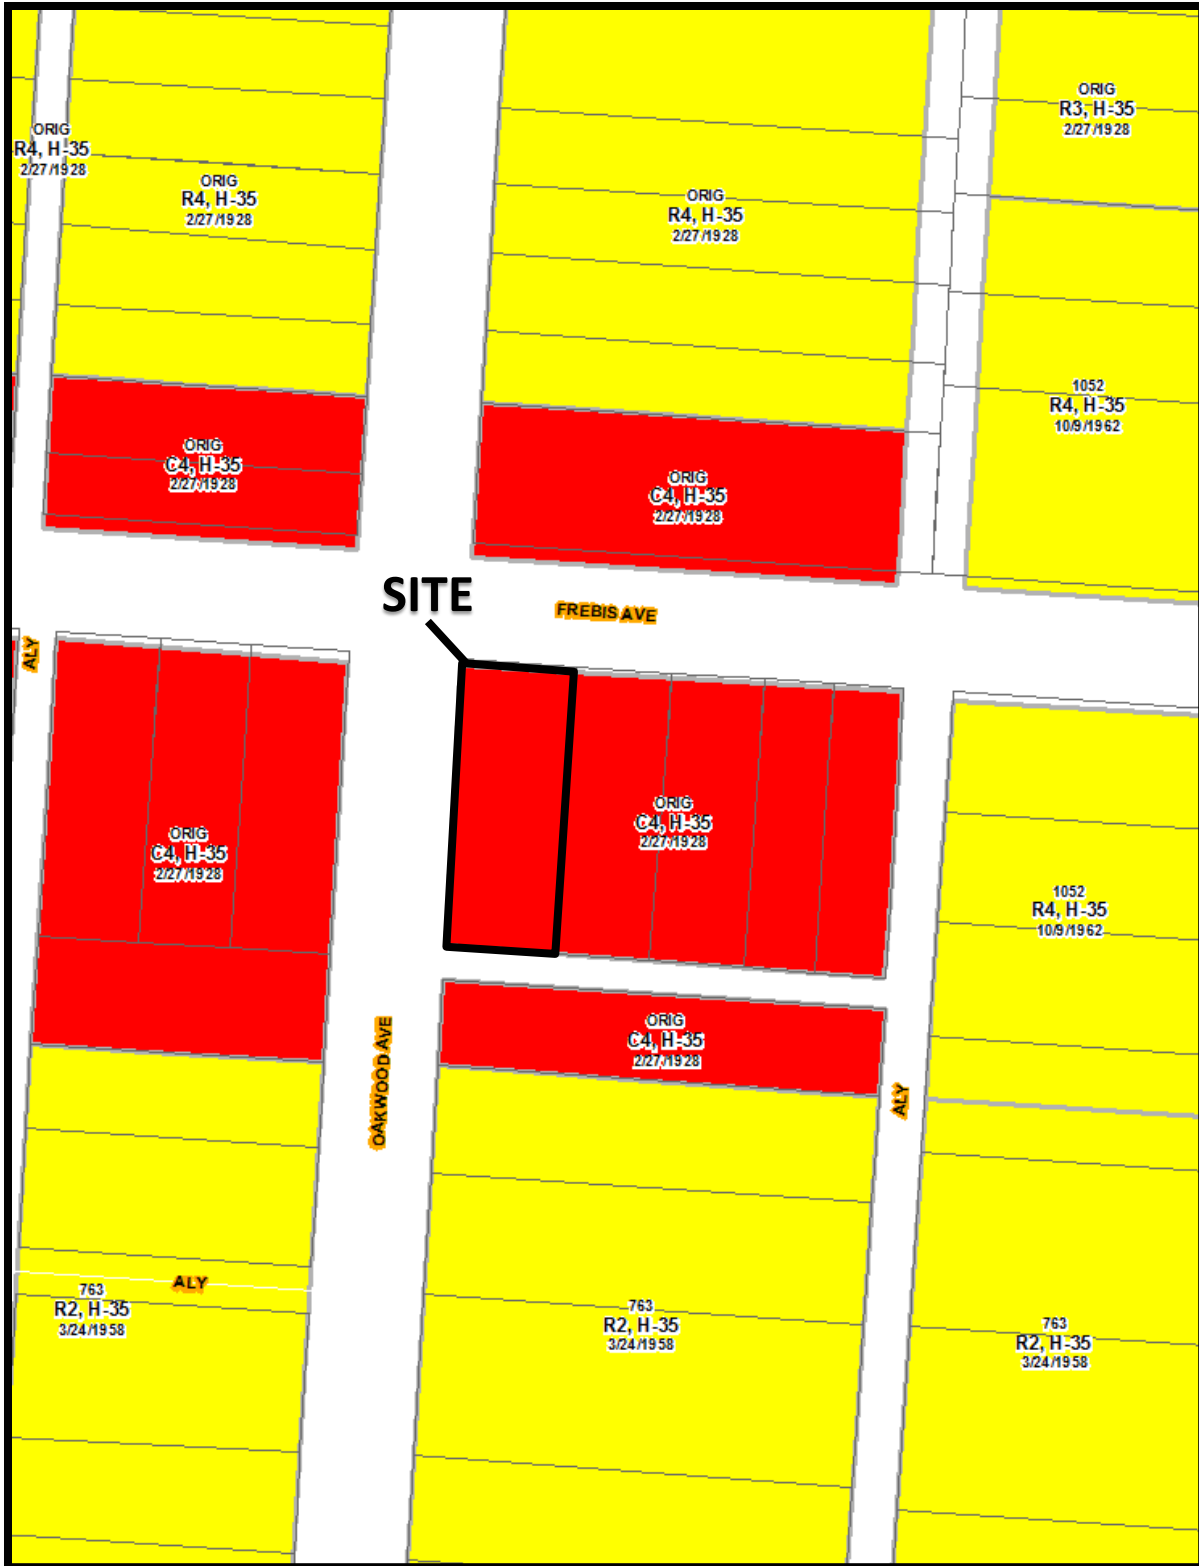 ORIG
R3, H-35
2/27/1928
ORIG
R4, H-35
2/27/1928
ORIG
R4, H-35
2/27/1928
ORIG
R4, H-35
2/27/1928
1052
R4, H-35
10/9/1962
ORIG
C4, H-35
2/27/1928
ORIG
C4, H-35
2/27/1928
SITE
FREBIS AVE
ALY
ORIG
C4, H-35
2/27/1928
ORIG
C4, H-35
2/27/1928
1052
R4, H-35
10/9/1962
ORIG
C4, H-35
2/27/1928
OAKWOOD AVE
ALY
ALY
763
R2, H-35
3/24/1958
763
R2, H-35
3/24/1958
763
R2, H-35
3/24/1958